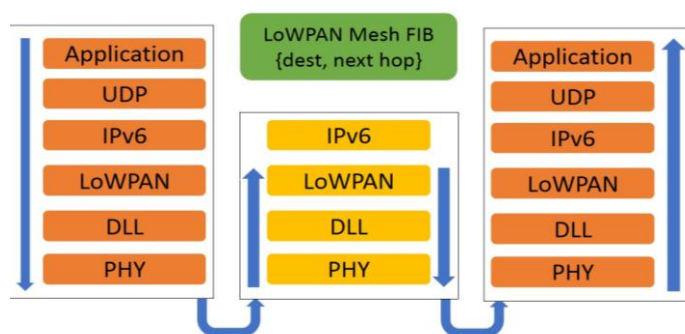 Application
UDP
IPv6
LoWPAN
DLL
PHY
LoWPAN Mesh FIB
{dest, next hop}
IPv6
LoWPAN
DLL
PHY
Application
UDP
IPv6
LoWPAN
DLL
PHY